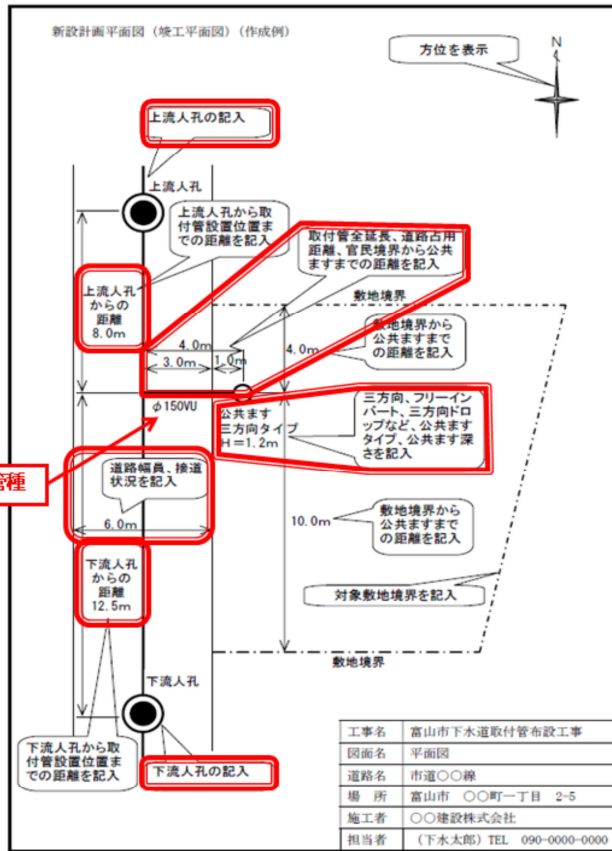 新設計画平面図（竣工平面図）（作成例）
方位を表示
N
上流人孔の記入
上流人孔
上流人孔から取
付管設置位置ま
での距離を記入
取付管全延長、道路占用
距離、官民境界から公共
ますまでの距離を記入
上流人孔
からの
距離
8.0m
敷地境界
4.0m
3.0m
1.0m
4.0m
敷地境界から
公共ますまで
の距離を記入
φ150VU
公共ます
三方向タイプ
H=1.2m
三方向、フリーイン
バート、三方向ドロ
ップなど、公共ます
タイプ、公共ます深
さを記入
管種
道路幅員、接道
状況を記入
6.0m
10.0m
敷地境界から
公共ますまで
の距離を記入
下流人孔
からの
距離
12.5m
対象敷地境界を記入
敷地境界
下流人孔
下流人孔から取
付管設置位置ま
での距離を記入
下流人孔の記入
工事名 富山市下水道取付管布設工事
図面名 平面図
道路名 市道○○線
場 所 富山市 ○○町一丁目 2-5
施工者 ○○建設株式会社
担当者 （下水太郎）TEL 090-0000-0000